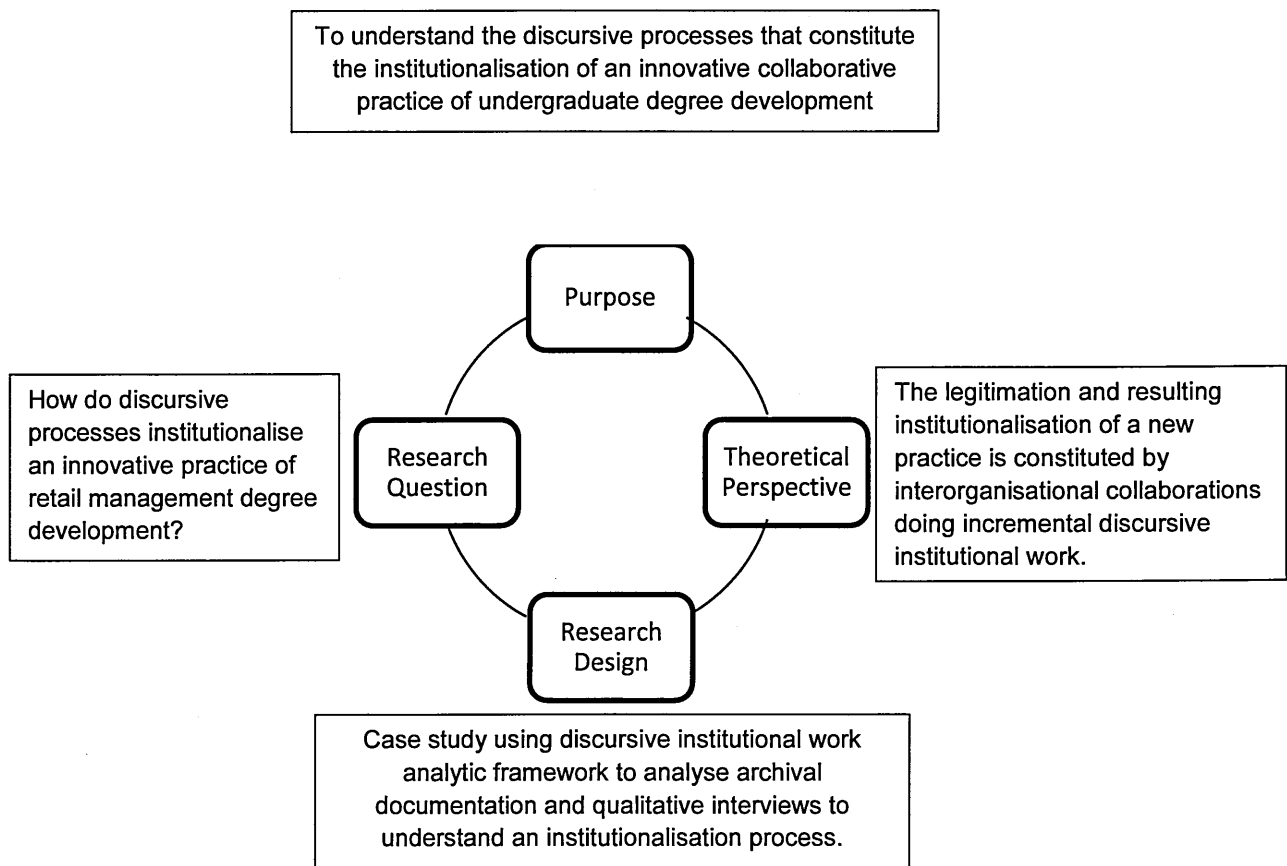 To understand the discursive processes that constitute
the institutionalisation of an innovative collaborative
practice of undergraduate degree development
Purpose
How do discursive
processes institutionalise
an innovative practice of
retail management degree
development?
Research
Question
Theoretical
Perspective
The legitimation and resulting
institutionalisation of a new
practice is constituted by
interorganisational collaborations
doing incremental discursive
institutional work.
Research
Design
Case study using discursive institutional work
analytic framework to analyse archival
documentation and qualitative interviews to
understand an institutionalisation process.